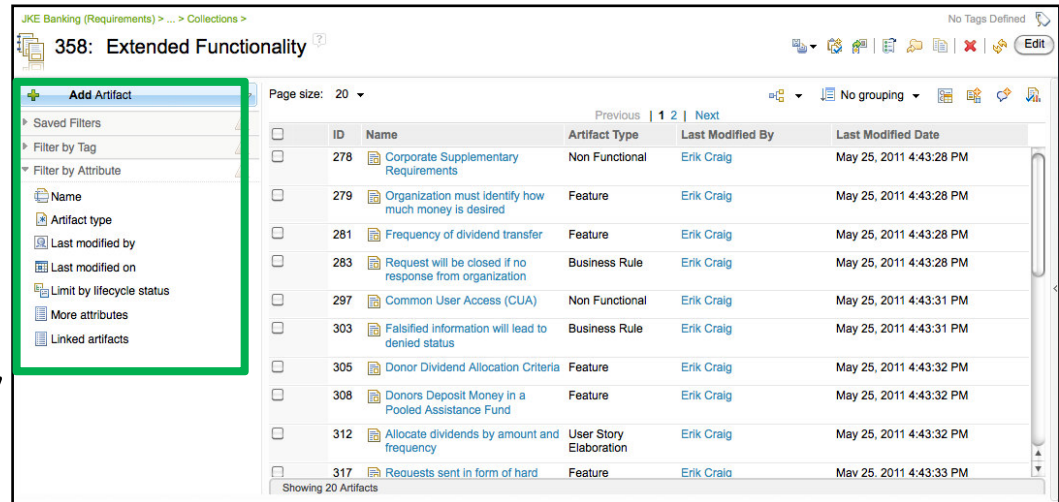 JKE Banking (Requirements) > ... > Collections >
No Tags Defined
358: Extended Functionality
?
Edit
Add Artifact
Saved Filters
Filter by Tag
Filter by Attribute
Name
Artifact type
Last modified by
Last modified on
Limit by lifecycle status
More attributes
Linked artifacts
Page size: 20
No grouping
Previous | 1 2 | Next
ID Name Artifact Type Last Modified By Last Modified Date
278 Corporate Supplementary Non Functional Erik Craig May 25, 2011 4:43:28 PM
Requirements
279 Organization must identify how Feature Erik Craig May 25, 2011 4:43:28 PM
much money is desired
281 Frequency of dividend transfer Feature Erik Craig May 25, 2011 4:43:28 PM
283 Request will be closed if no Business Rule Erik Craig May 25, 2011 4:43:28 PM
response from organization
297 Common User Access (CUA) Non Functional Erik Craig May 25, 2011 4:43:31 PM
303 Falsified information will lead to Business Rule Erik Craig May 25, 2011 4:43:31 PM
denied status
305 Donor Dividend Allocation Criteria Feature Erik Craig May 25, 2011 4:43:32 PM
308 Donors Deposit Money in a Feature Erik Craig May 25, 2011 4:43:32 PM
Pooled Assistance Fund
312 Allocate dividends by amount and User Story Erik Craig May 25, 2011 4:43:32 PM
frequency Elaboration
317 Requests sent in form of hard Feature Erik Craig May 25, 2011 4:43:33 PM
Showing 20 Artifacts